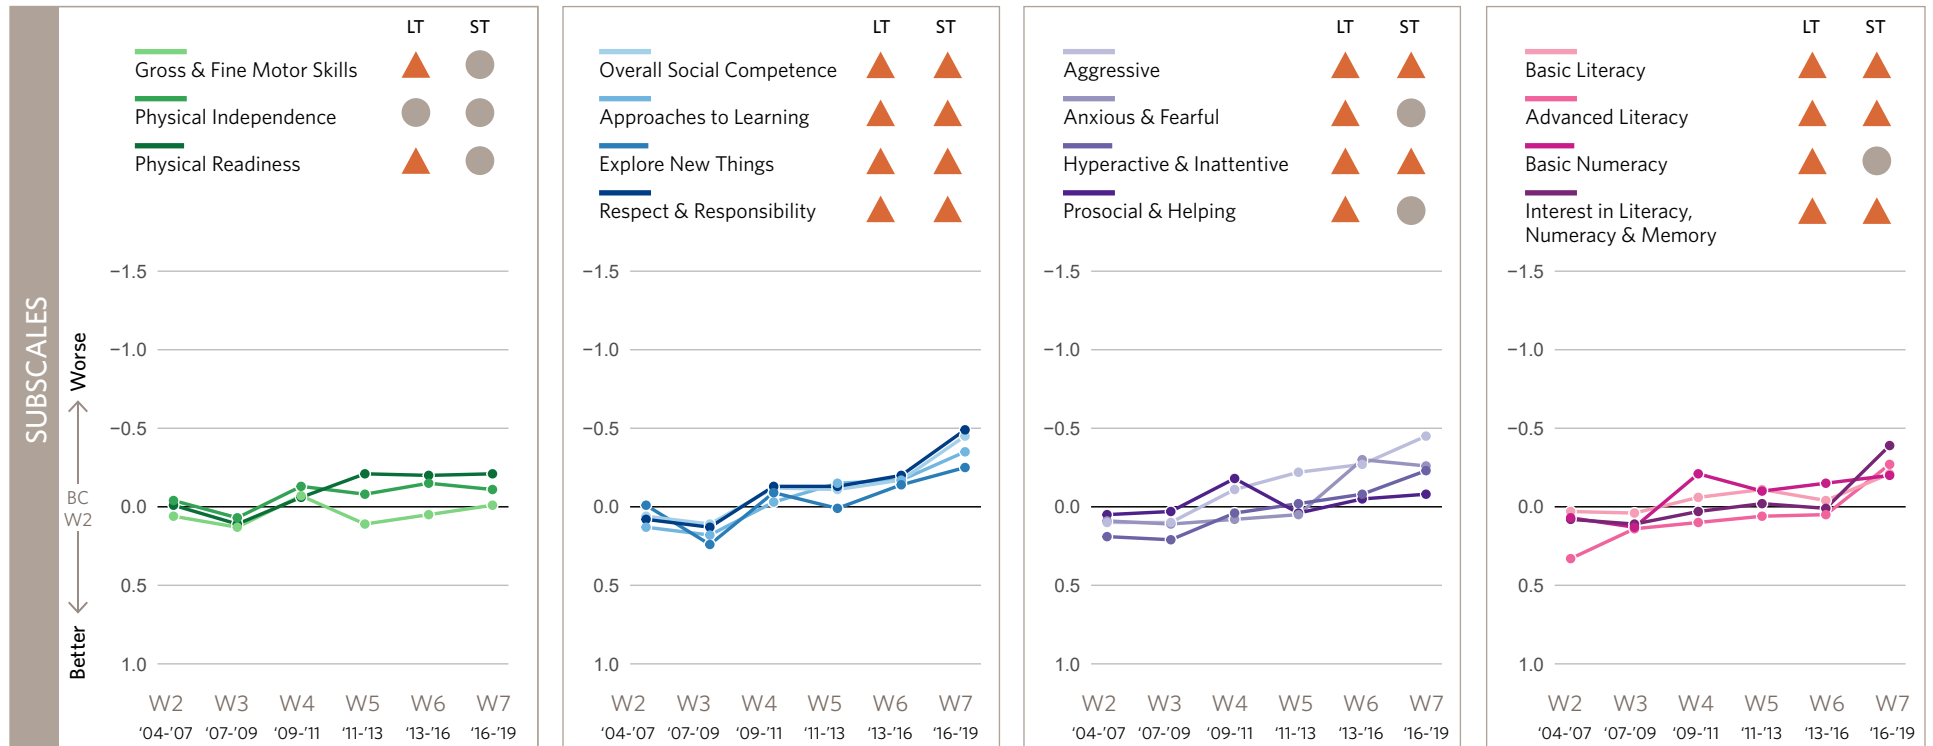 SUBSCALES
Worse
BC
W2
Better
LT ST
Gross & Fine Motor Skills
Physical Independence
Physical Readiness
−1.5
−1.0
−0.5
0.0
0.5
1.0
W2 W3 W4 W5 W6 W7
‘04-’07 ‘07-’09 ‘09-’11 ‘11-’13 ‘13-’16 ‘16-’19
LT ST
Overall Social Competence
Approaches to Learning
Explore New Things
Respect & Responsibility
−1.5
−1.0
−0.5
0.0
0.5
1.0
W2 W3 W4 W5 W6 W7
‘04-’07 ‘07-’09 ‘09-’11 ‘11-’13 ‘13-’16 ‘16-’19
LT ST
Aggressive
Anxious & Fearful
Hyperactive & Inattentive
Prosocial & Helping
−1.5
−1.0
−0.5
0.0
0.5
1.0
W2 W3 W4 W5 W6 W7
‘04-’07 ‘07-’09 ‘09-’11 ‘11-’13 ‘13-’16 ‘16-’19
LT ST
Basic Literacy
Advanced Literacy
Basic Numeracy
Interest in Literacy,
Numeracy & Memory
−1.5
−1.0
−0.5
0.0
0.5
1.0
W2 W3 W4 W5 W6 W7
‘04-’07 ‘07-’09 ‘09-’11 ‘11-’13 ‘13-’16 ‘16-’19